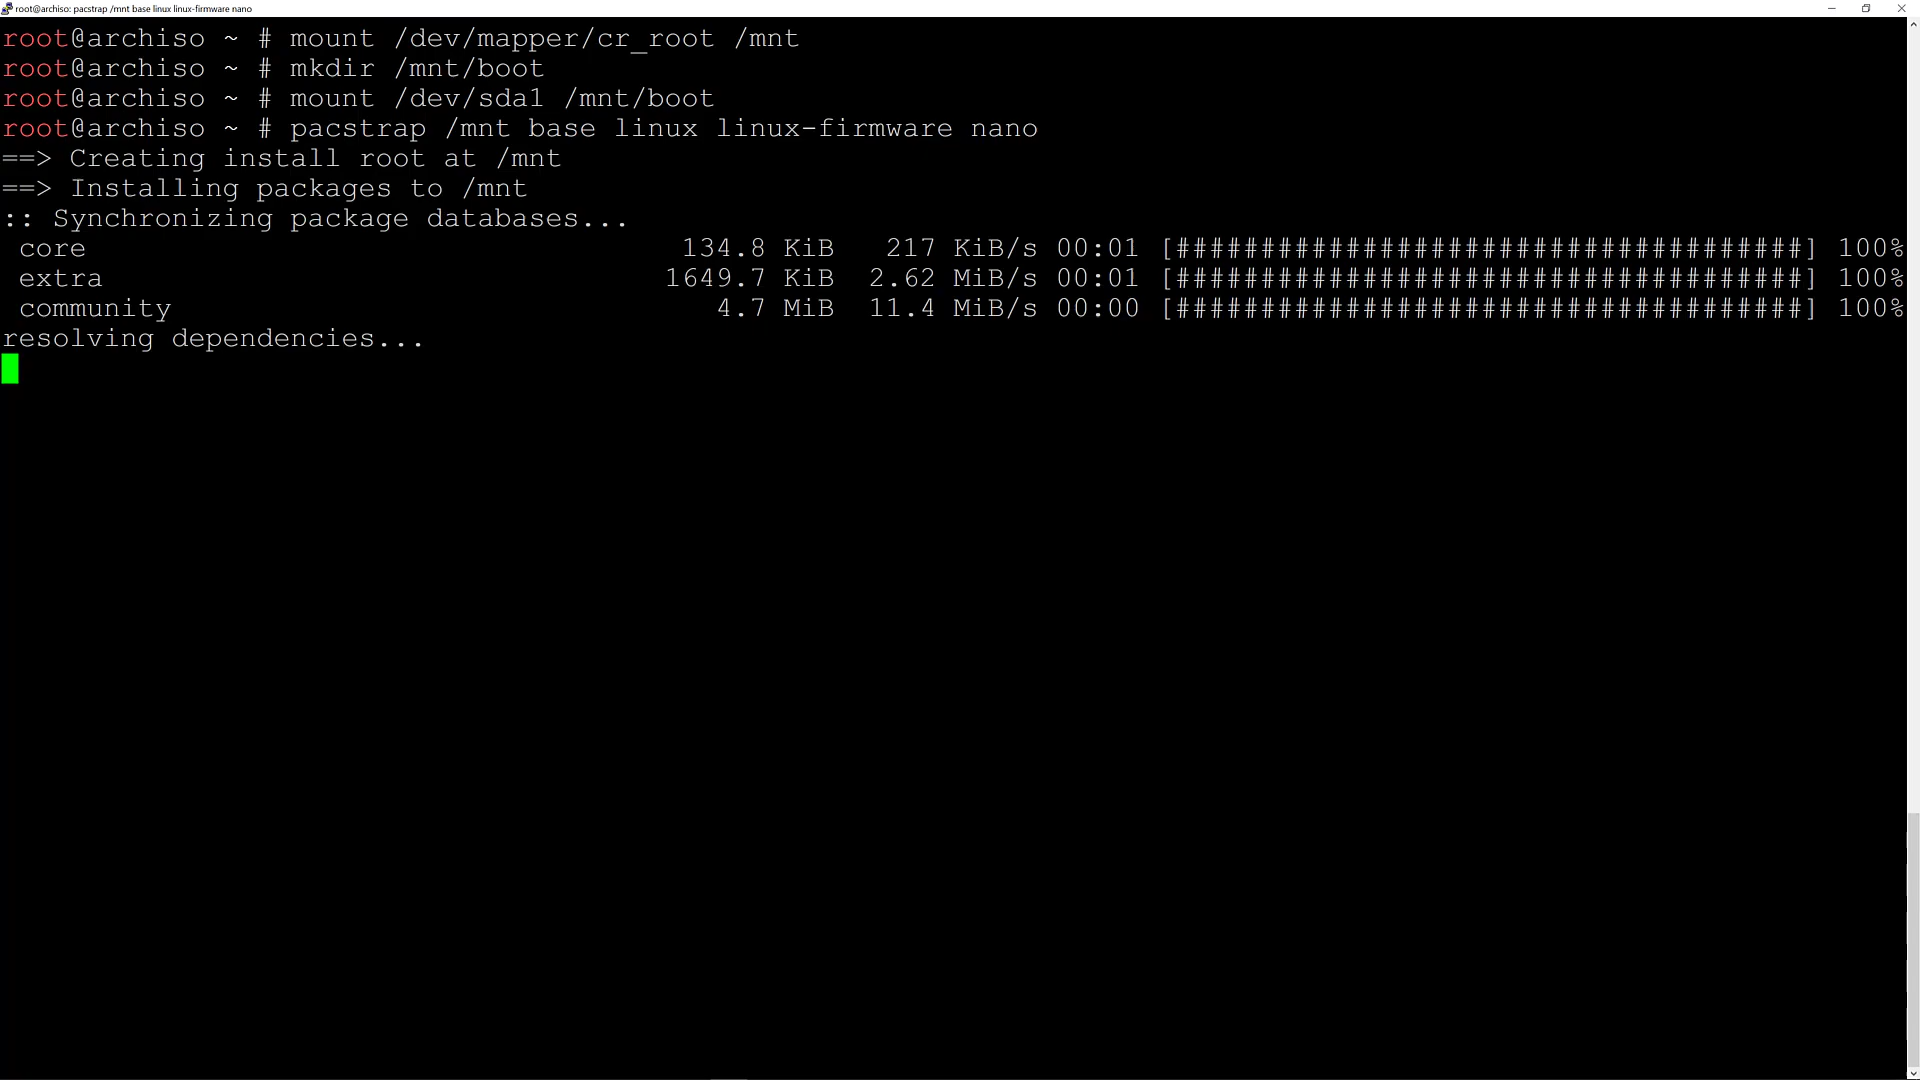 root@archiso: pacstrap /mnt base linux linux-firmware nano
root@archiso ~ # mount /dev/mapper/cr_root /mnt
root@archiso ~ # mkdir /mnt/boot
root@archiso ~ # mount /dev/sda1 /mnt/boot
root@archiso ~ # pacstrap /mnt base linux linux-firmware nano
==> Creating install root at /mnt
==> Installing packages to /mnt
:: Synchronizing package databases...
core 134.8 KiB 217 KiB/s 00:01 [#####################################] 100%
extra 1649.7 KiB 2.62 MiB/s 00:01 [#####################################] 100%
community 4.7 MiB 11.4 MiB/s 00:00 [#####################################] 100%
resolving dependencies...